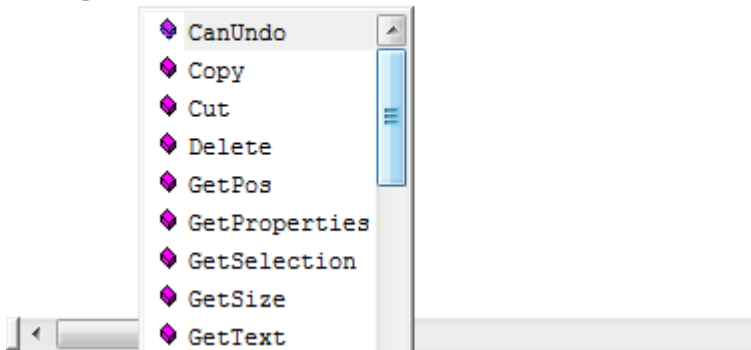 CanUndo
Copy
Cut
Delete
GetPos
GetProperties
GetSelection
GetSize
GetText